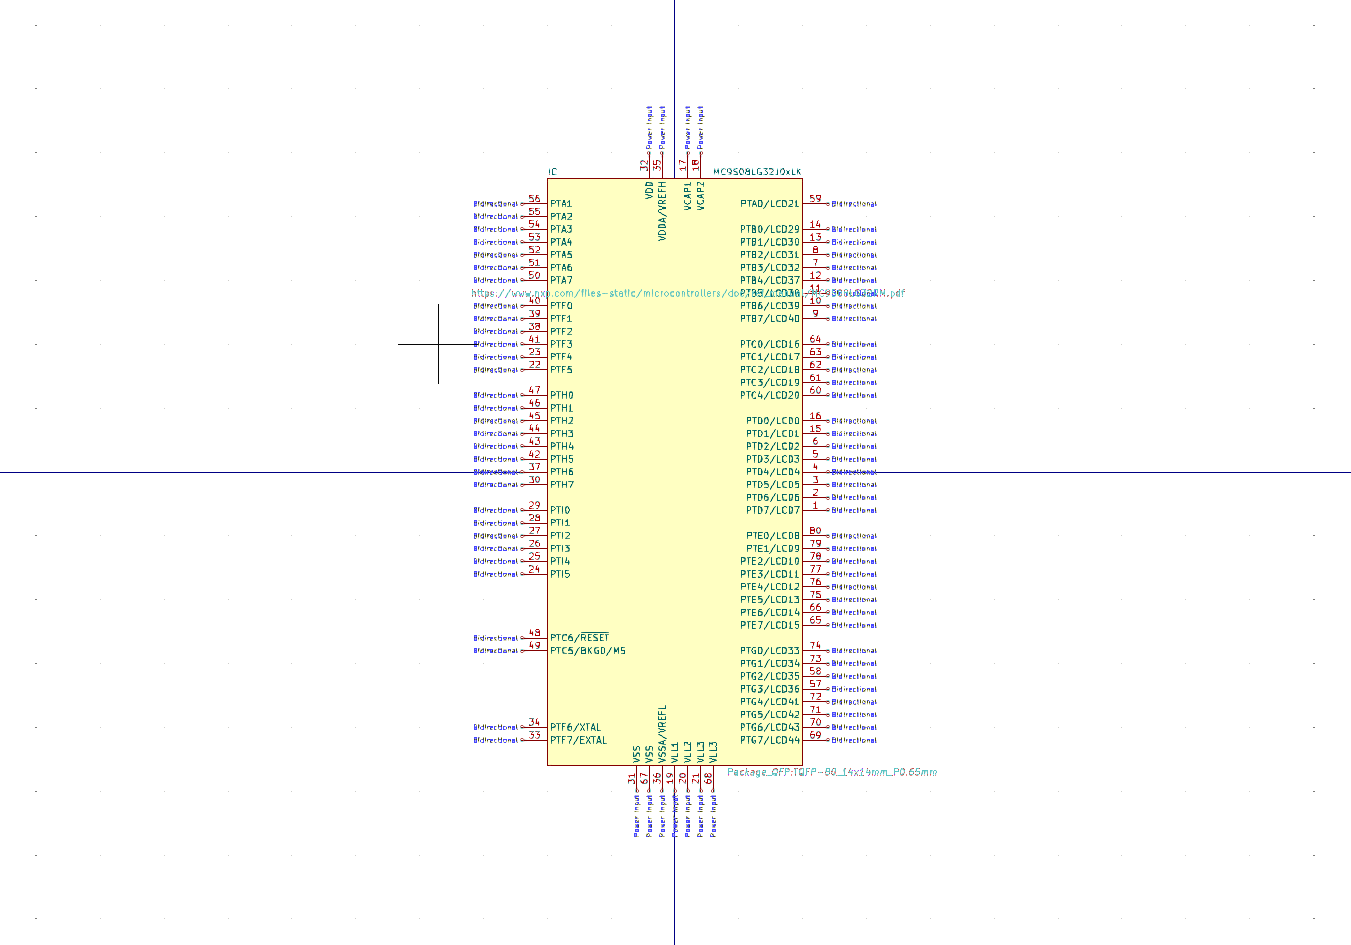 Power Input Power Input Power Input Power Input
32 35 17 18
IC MC9S08LG32J0xLK
VDD VDDA/VREFH VCAP1 VCAP2
Bidirectional 56 PTA1 PTA0/LCD21 59 Bidirectional
Bidirectional 55 PTA2
Bidirectional 54 PTA3 PTB0/LCD29 14 Bidirectional
Bidirectional 53 PTA4 PTB1/LCD30 13 Bidirectional
Bidirectional 52 PTA5 PTB2/LCD31 8 Bidirectional
Bidirectional 51 PTA6 PTB3/LCD32 7 Bidirectional
Bidirectional 50 PTA7 PTB4/LCD37 12 Bidirectional
https://www.nxp.com/files-static/microcontrollers/ 11
Bidirectional 40 PTF0 PTB6/LCD39 10 Bidirectional
Bidirectional 39 PTF1 PTB7/LCD40 9 Bidirectional
Bidirectional 38 PTF2
Bidirectional 41 PTF3 PTC0/LCD16 64 Bidirectional
Bidirectional 23 PTF4 PTC1/LCD17 63 Bidirectional
Bidirectional 22 PTF5 PTC2/LCD18 62 Bidirectional
PTC3/LCD19 61 Bidirectional
Bidirectional 47 PTH0 PTC4/LCD20 60 Bidirectional
Bidirectional 46 PTH1
Bidirectional 45 PTH2 PTD0/LCD0 16 Bidirectional
Bidirectional 44 PTH3 PTD1/LCD1 15 Bidirectional
Bidirectional 43 PTH4 PTD2/LCD2 6 Bidirectional
Bidirectional 42 PTH5 PTD3/LCD3 5 Bidirectional
Bidirectional 37 PTH6 PTD4/LCD4 4 Bidirectional
Bidirectional 30 PTH7 PTD5/LCD5 3 Bidirectional
PTD6/LCD6 2 Bidirectional
Bidirectional 29 PTI0 PTD7/LCD7 1 Bidirectional
Bidirectional 28 PTI1
Bidirectional 27 PTI2 PTE0/LCD8 80 Bidirectional
Bidirectional 26 PTI3 PTE1/LCD9 79 Bidirectional
Bidirectional 25 PTI4 PTE2/LCD10 78 Bidirectional
Bidirectional 24 PTI5 PTE3/LCD11 77 Bidirectional
PTE4/LCD12 76 Bidirectional
PTE5/LCD13 75 Bidirectional
PTE6/LCD14 66 Bidirectional
PTE7/LCD15 65 Bidirectional
Bidirectional 48 PTC6/RESET
Bidirectional 49 PTC5/BKGD/MS PTG0/LCD33 74 Bidirectional
PTG1/LCD34 73 Bidirectional
PTG2/LCD35 58 Bidirectional
PTG3/LCD36 57 Bidirectional
PTG4/LCD41 72 Bidirectional
PTG5/LCD42 71 Bidirectional
Bidirectional 34 PTF6/XTAL PTG6/LCD43 70 Bidirectional
Bidirectional 33 PTF7/EXTAL PTG7/LCD44 69 Bidirectional
VSS VSS VSSA/VREFL VLL1 VLL2 VLL3 VLL3
Package_QFP:TQFP-80_14x14mm_P0.65mm
31 67 36 19 20 21 68
Power Input Power Input Power Input Power Input Power Input Power Input Power Input